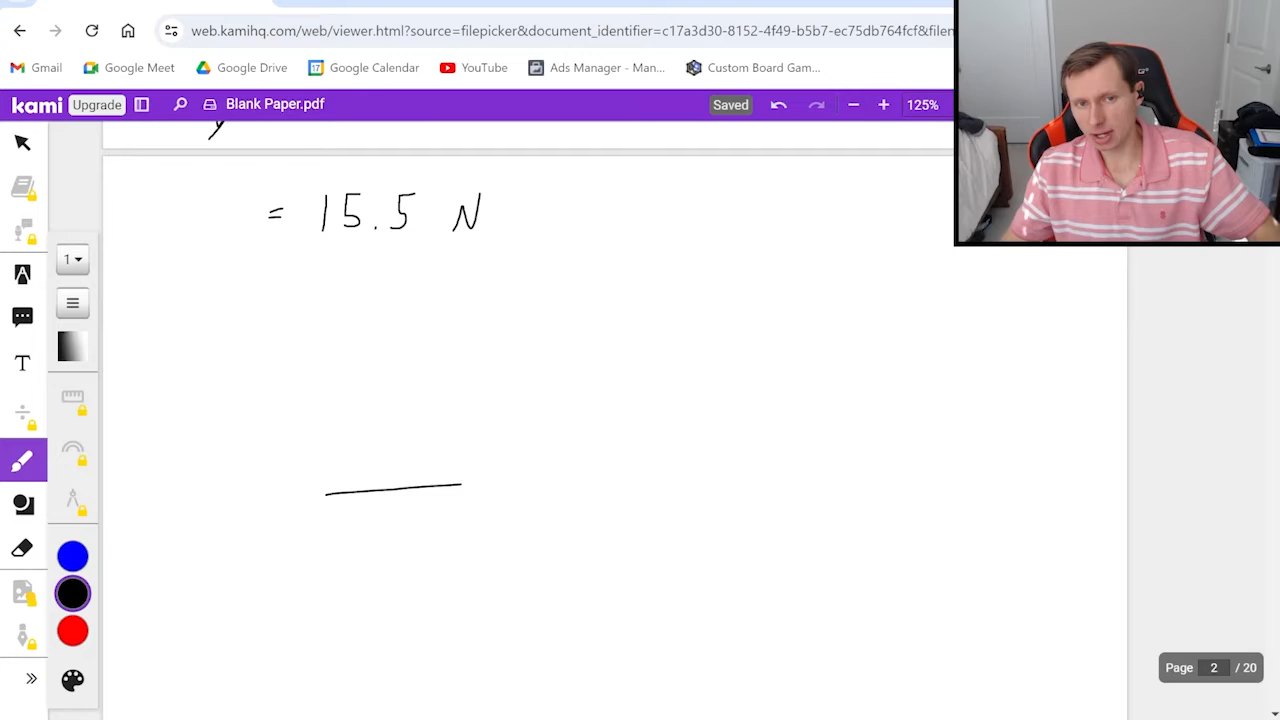 web.kamihq.com/web/viewer.html?source=filepicker&document_identifier=c17a3d30-8152-4f49-b5b7-ec75db764fcf&filen
Gmail
Google Meet
Google Drive
17
Google Calendar
YouTube
Ads Manager - Man...
Custom Board Gam...
kami
Upgrade
Blank Paper.pdf
Saved
125%
y
= 15.5 N
1
T
Page 2 / 20